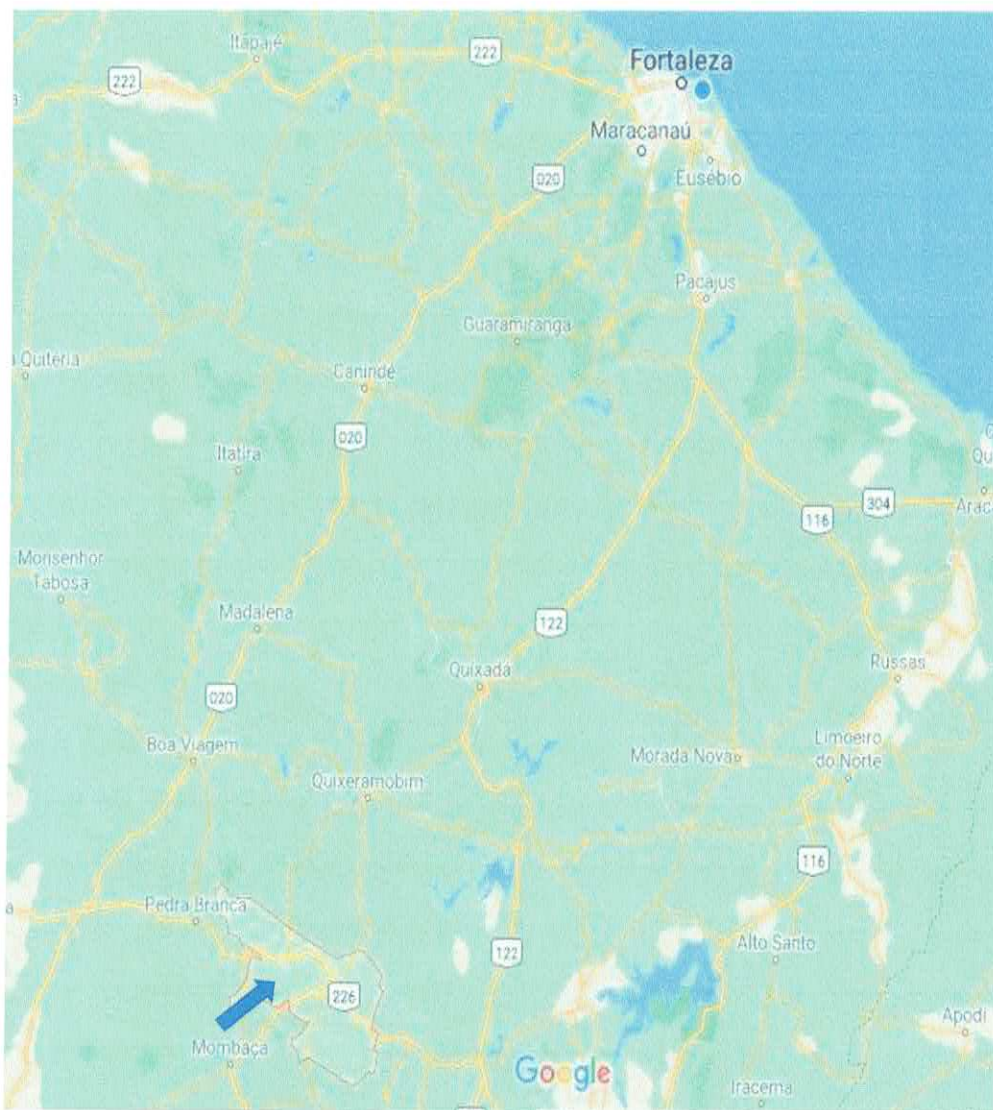 Itapajé
222
222
Fortaleza
Maracanaú
Eusébio
020
Pacajus
Guaramiranga
a Quitéria
Canindé
020
Itatira
304
116
Arac
Monsenhor
Tabosa
Madalena
122
Quixadá
Russas
020
Boa Viagem
Morada Nova
Limoeiro
do Norte
Quixeramobim
116
Pedra Branca
122
Alto Santo
226
Apodi
Mombaça
Google
Iracema